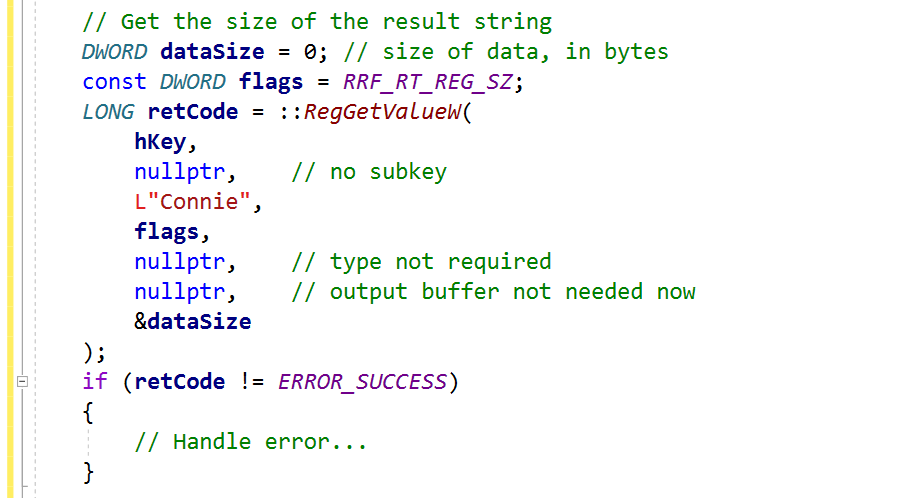 // Get the size of the result string
DWORD dataSize = 0; // size of data, in bytes
const DWORD flags = RRF_RT_REG_SZ;
LONG retCode = ::RegGetValueW(
    hKey,
    nullptr,    // no subkey
    L"Connie",
    flags,
    nullptr,    // type not required
    nullptr,    // output buffer not needed now
    &dataSize
);
if (retCode != ERROR_SUCCESS)
{
    // Handle error...
}